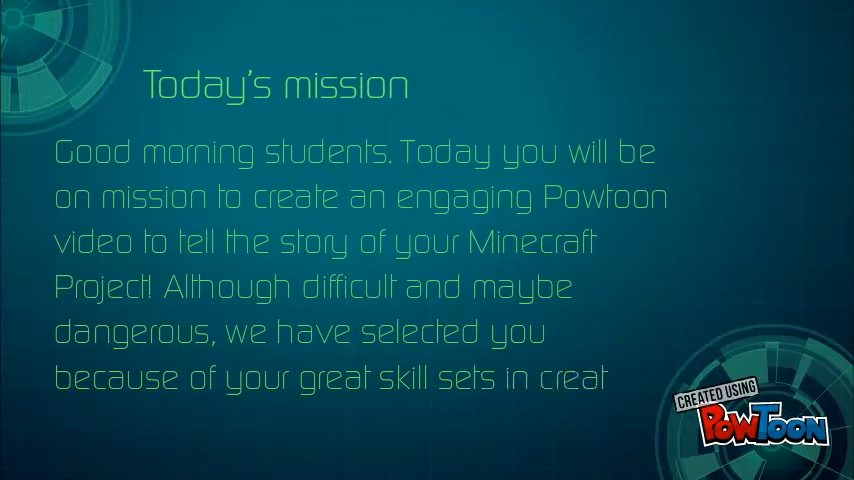 Today's mission
Good morning students. Today you will be
on mission to create an engaging Powtoon
video to tell the story of your Minecraft
Project! Although difficult and maybe
dangerous, we have selected you
because of your great skill sets in creat
CREATED USING
POWTOON